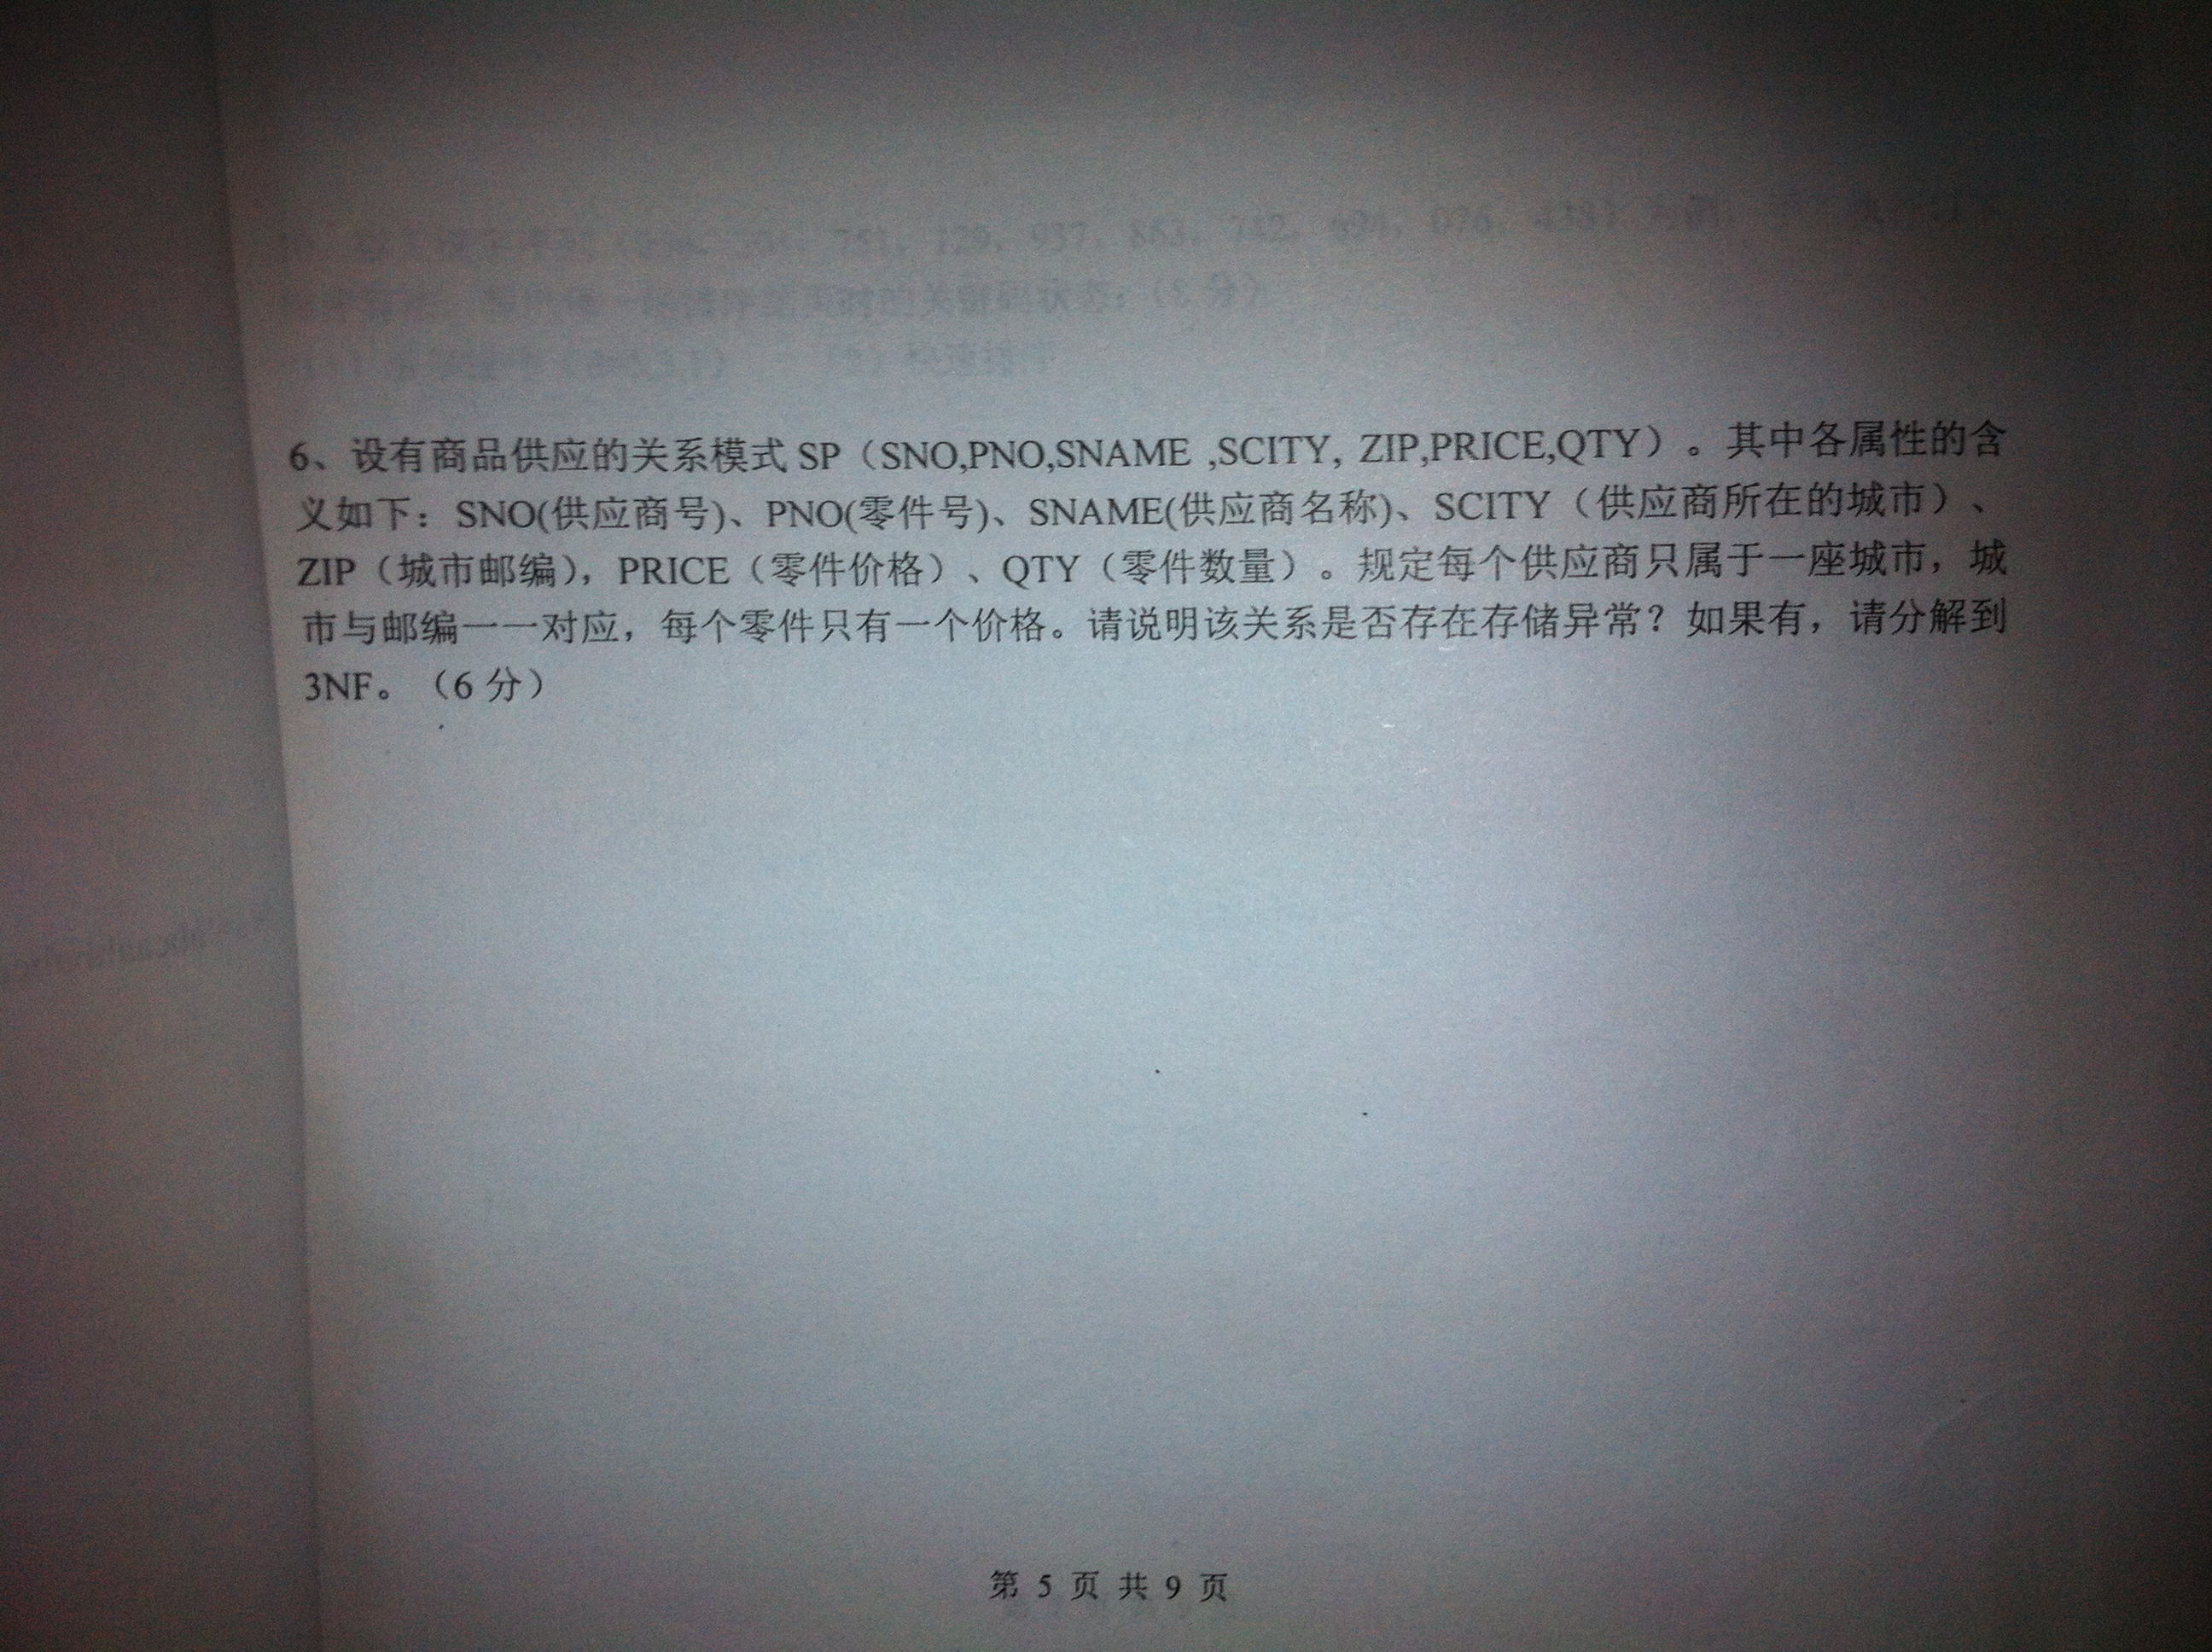 6、设有商品供应的关系模式 SP（SNO,PNO,SNAME ,SCITY, ZIP,PRICE,QTY）。其中各属性的含
义如下：SNO(供应商号)、PNO(零件号)、SNAME(供应商名称)、SCITY（供应商所在的城市）、
ZIP（城市邮编），PRICE（零件价格）、QTY（零件数量）。规定每个供应商只属于一座城市，城
市与邮编一一对应，每个零件只有一个价格。请说明该关系是否存在存储异常？如果有，请分解到
3NF。（6 分）
第 5 页 共 9 页